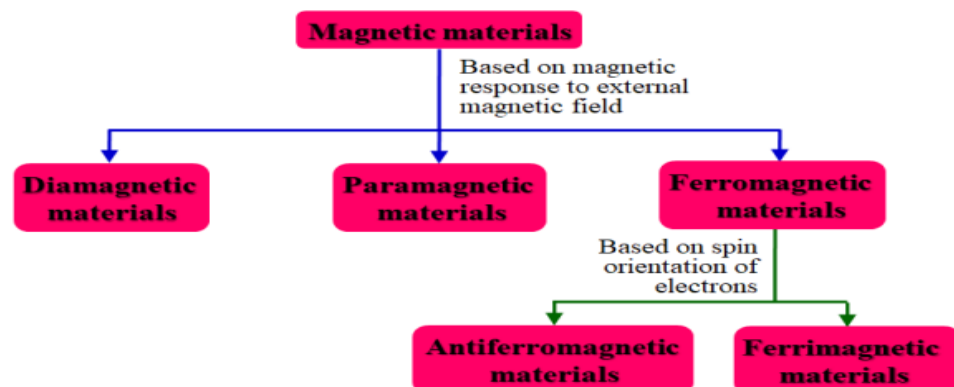 Magnetic materials
Based on magnetic
response to external
magnetic field
Diamagnetic
materials
Paramagnetic
materials
Ferromagnetic
materials
Based on spin
orientation of
electrons
Antiferromagnetic
materials
Ferrimagnetic
materials